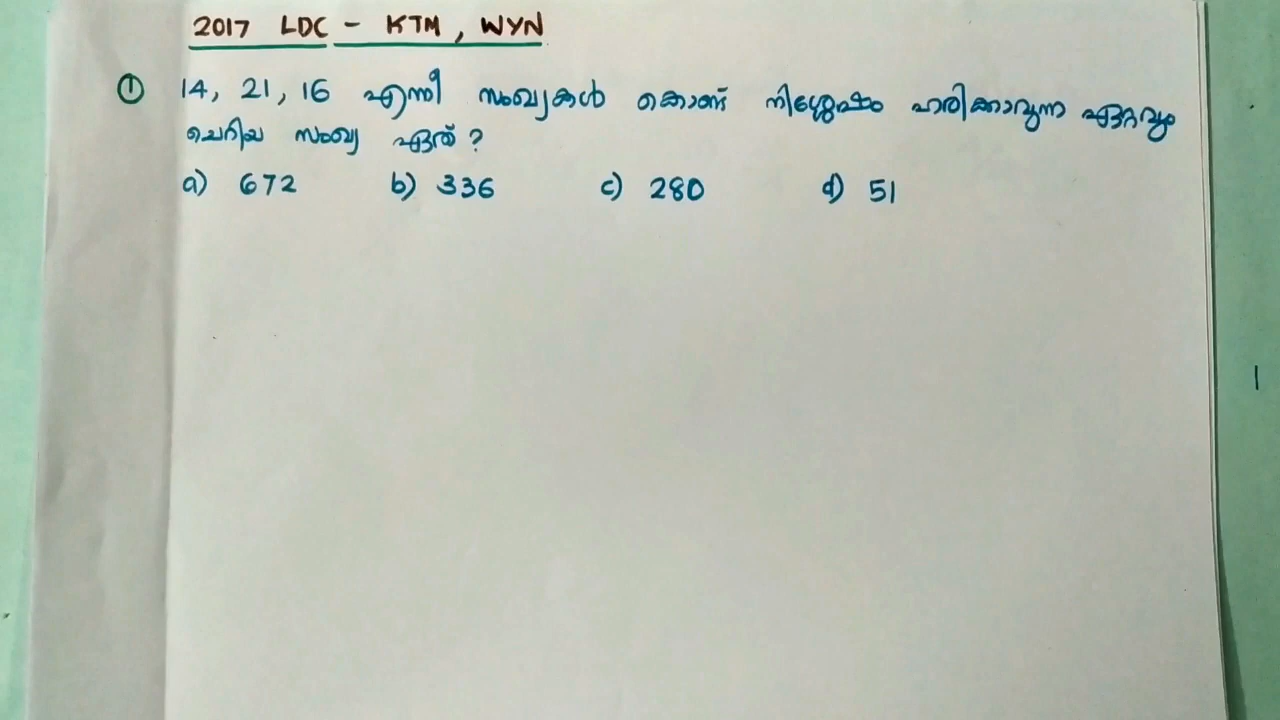 2017 LDC - KTM, WYN
① 14, 21, 16 എന്നീ സംഖ്യകൾ കൊണ്ട് നിശ്ശേഷം ഹരിക്കാവുന്ന ഏറ്റവും
ചെറിയ സംഖ്യ ഏത്?
a) 672 b) 336 c) 280 d) 51